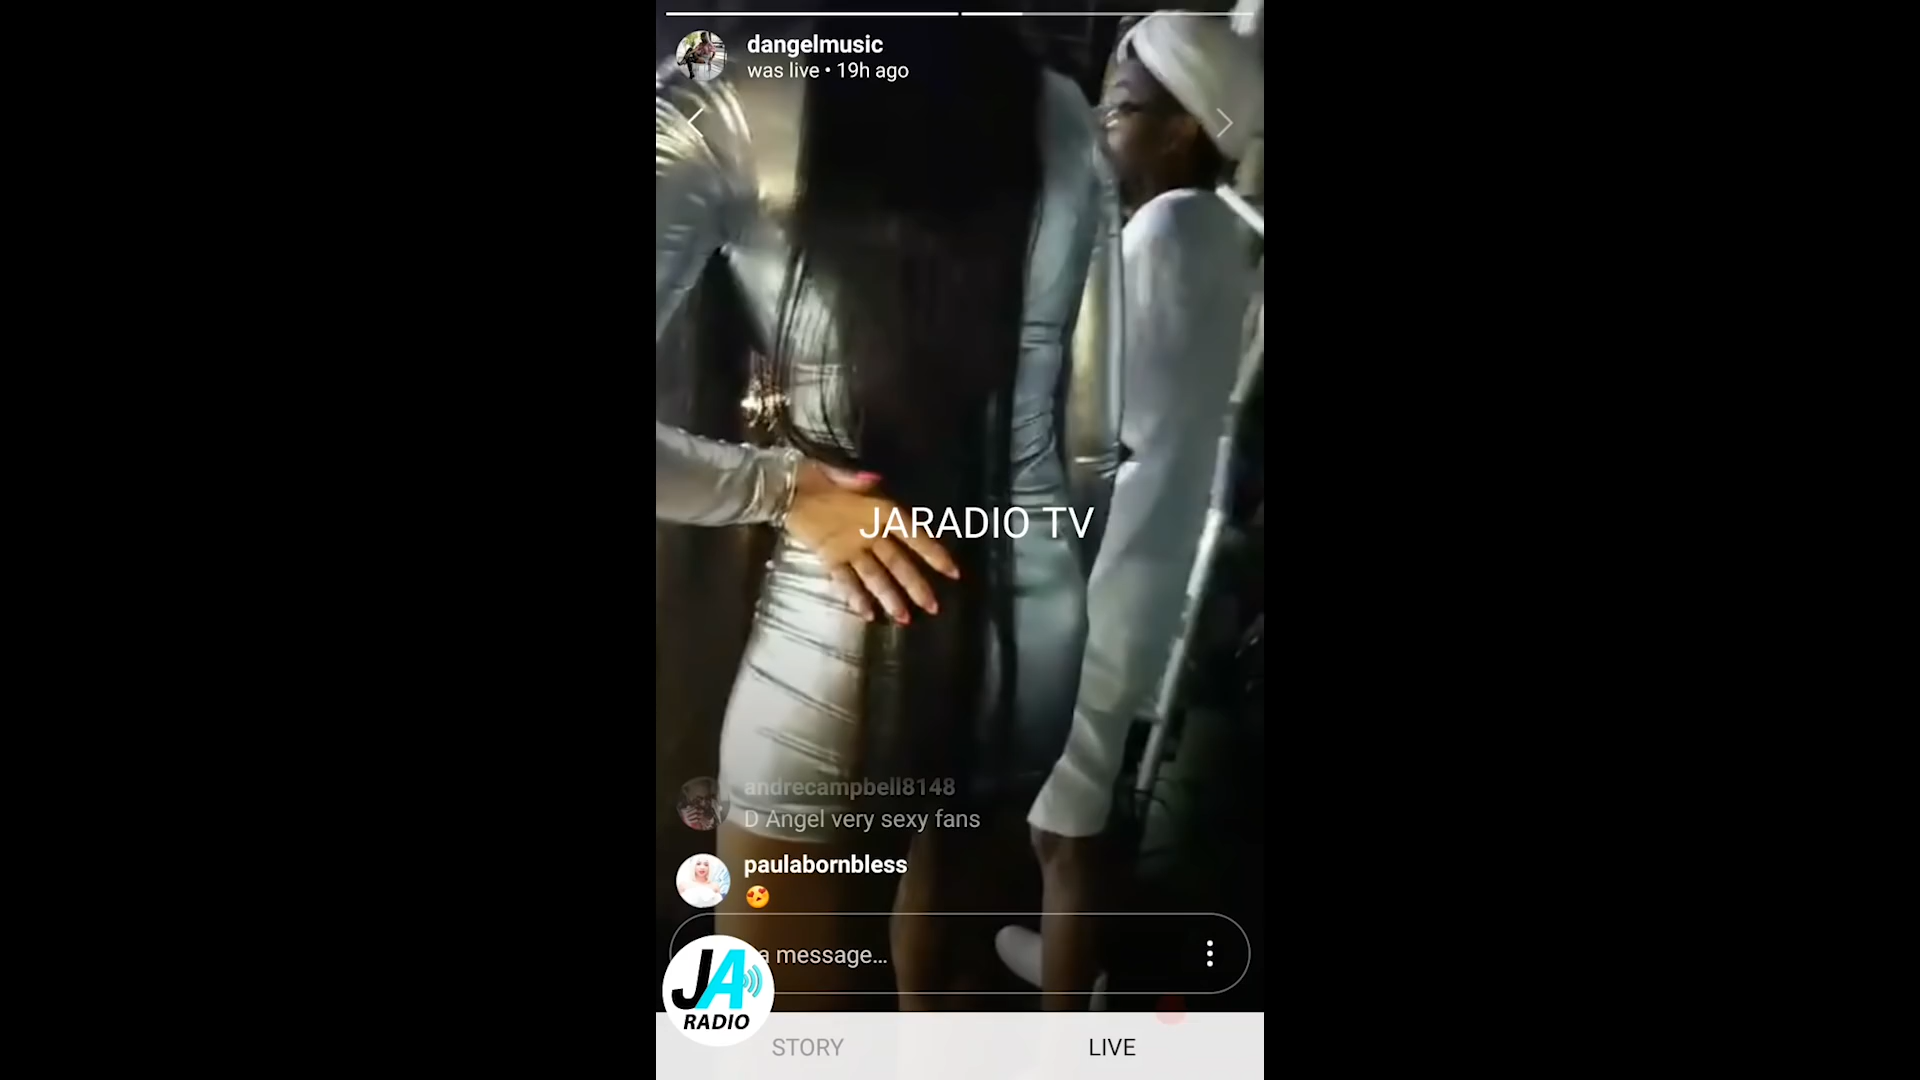 dangelmusic
was live • 19h ago
JARADIO TV
andrecampbell8148
D Angel very sexy fans
paulabornbless
😍
a message...
JA
RADIO
STORY
LIVE